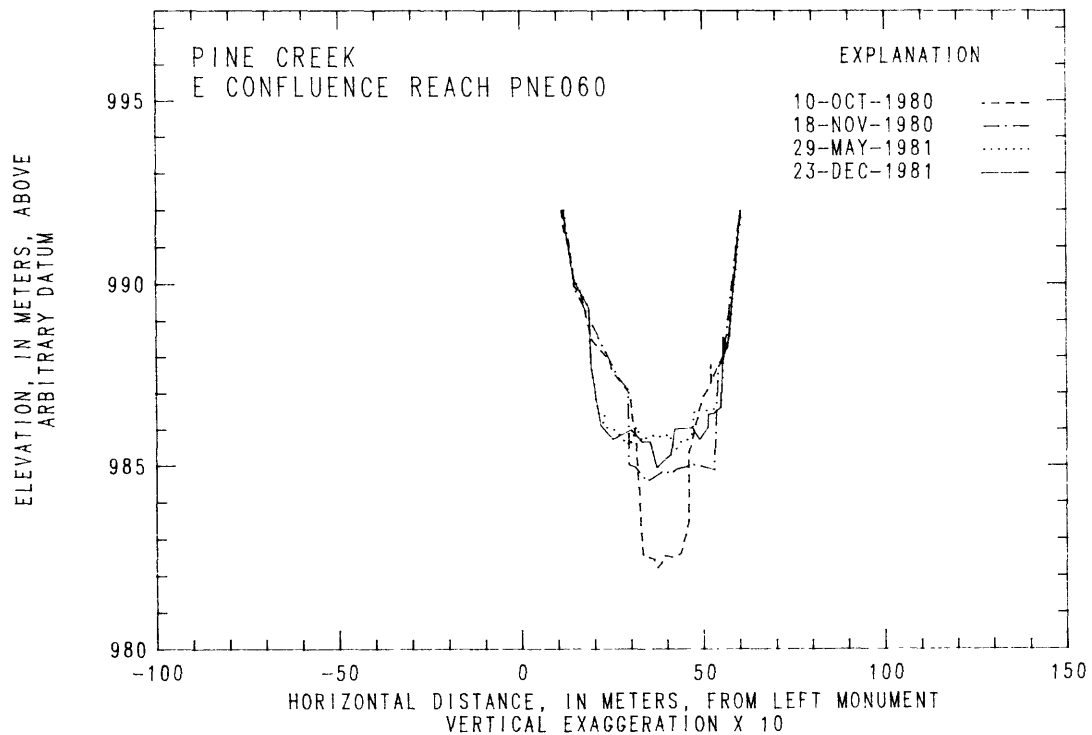 PINE CREEK
E CONFLUENCE REACH PNE060
EXPLANATION
10-OCT-1980
18-NOV-1980
29-MAY-1981
23-DEC-1981
ELEVATION, IN METERS, ABOVE
ARBITRARY DATUM
995
990
985
980
-100 -50 0 50 100 150
HORIZONTAL DISTANCE, IN METERS, FROM LEFT MONUMENT
VERTICAL EXAGGERATION X 10